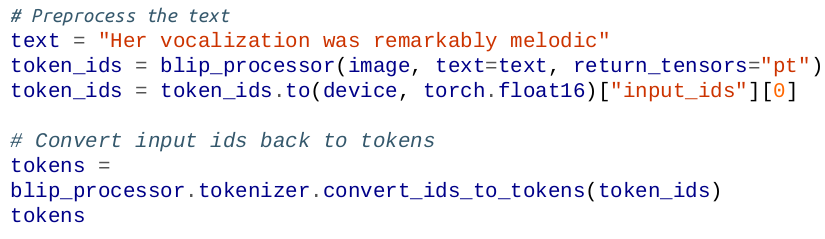 # Preprocess the text
text = "Her vocalization was remarkably melodic"
token_ids = blip_processor(image, text=text, return_tensors="pt")
token_ids = token_ids.to(device, torch.float16)["input_ids"][0]

# Convert input ids back to tokens
tokens =
blip_processor.tokenizer.convert_ids_to_tokens(token_ids)
tokens